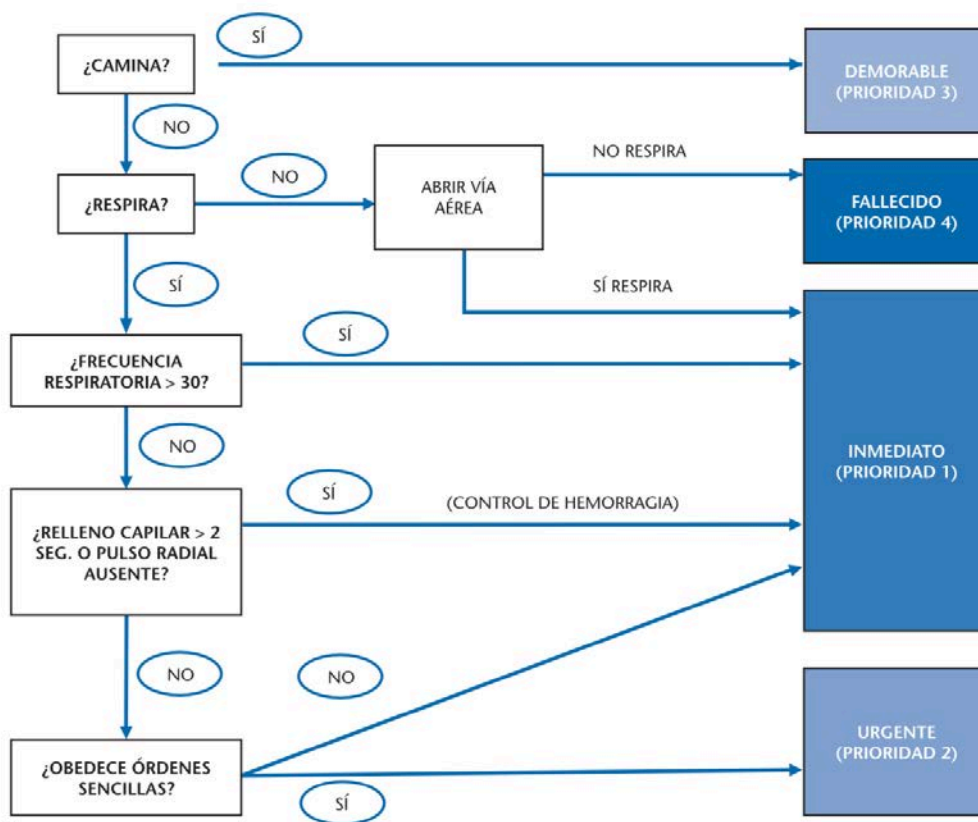 ¿CAMINA?
SÍ
DEMORABLE
(PRIORIDAD 3)
NO
¿RESPIRA?
NO
ABRIR VÍA
AÉREA
NO RESPIRA
FALLECIDO
(PRIORIDAD 4)
SÍ RESPIRA
SÍ
¿FRECUENCIA
RESPIRATORIA > 30?
SÍ
INMEDIATO
(PRIORIDAD 1)
NO
¿RELLENO CAPILAR > 2
SEG. O PULSO RADIAL
AUSENTE?
SÍ
(CONTROL DE HEMORRAGIA)
NO
NO
¿OBEDECE ÓRDENES
SENCILLAS?
SÍ
URGENTE
(PRIORIDAD 2)